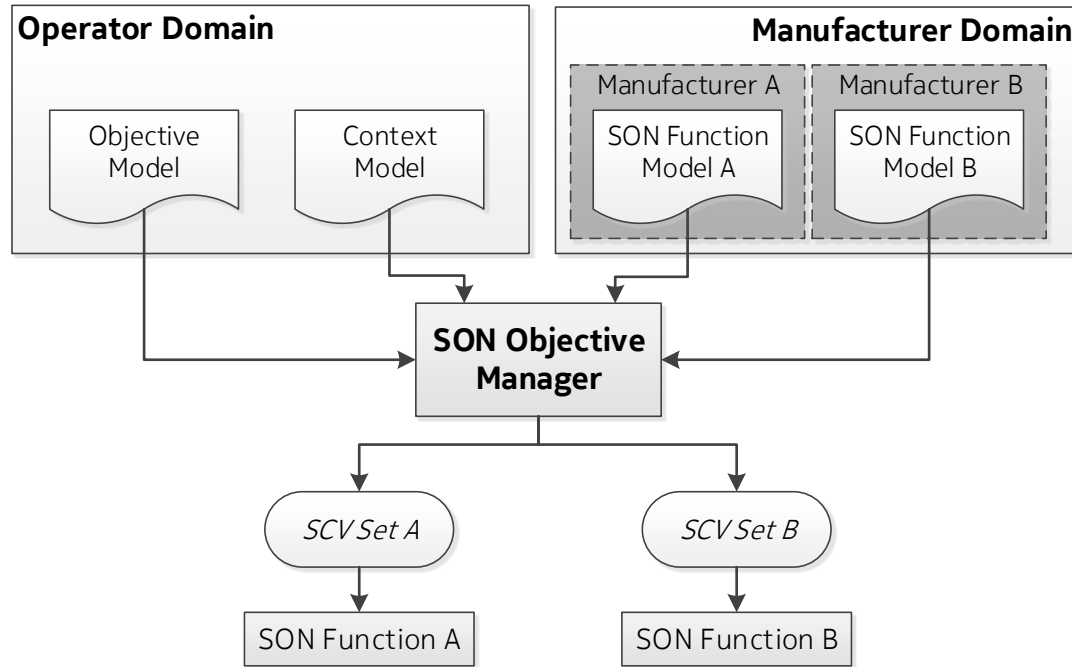 Operator Domain
Manufacturer Domain
Manufacturer A
Manufacturer B
Objective
Model
Context
Model
SON Function
Model A
SON Function
Model B
SON Objective
Manager
SCV Set A
SCV Set B
SON Function A
SON Function B